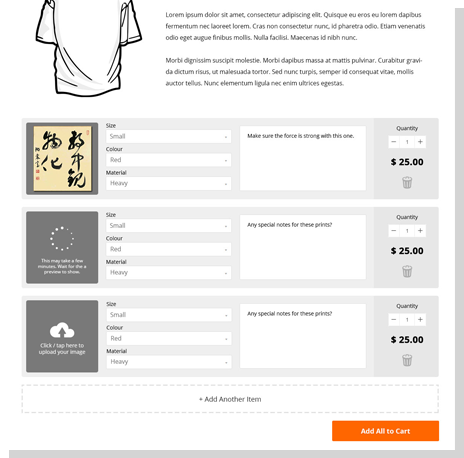 Lorem ipsum dolor sit amet, consectetur adipiscing elit. Quisque eu eros eu lorem dapibus
fermentum nec laoreet lorem. Cras non consectetur nunc, id pharetra odio. Etiam venenatis
odio eget augue finibus mollis. Nulla facilisi. Maecenas id nibh nunc.
Morbi dignissim suscipit molestie. Morbi dapibus massa at mattis pulvinar. Curabitur gravi-
da dictum risus, ut malesuada tortor. Sed nunc turpis, semper id consequat vitae, mollis
auctor tellus. Nunc elementum ligula nec enim ultrices egestas.
Size
Small
Colour
Red
Material
Heavy
Make sure the force is strong with this one.
Quantity
− 1 +
$ 25.00
This may take a few
minutes. Wait for the a
preview to show.
Size
Small
Colour
Red
Material
Heavy
Any special notes for these prints?
Quantity
− 1 +
$ 25.00
Click / tap here to
upload your image
Size
Small
Colour
Red
Material
Heavy
Any special notes for these prints?
Quantity
− 1 +
$ 25.00
+ Add Another Item
Add All to Cart